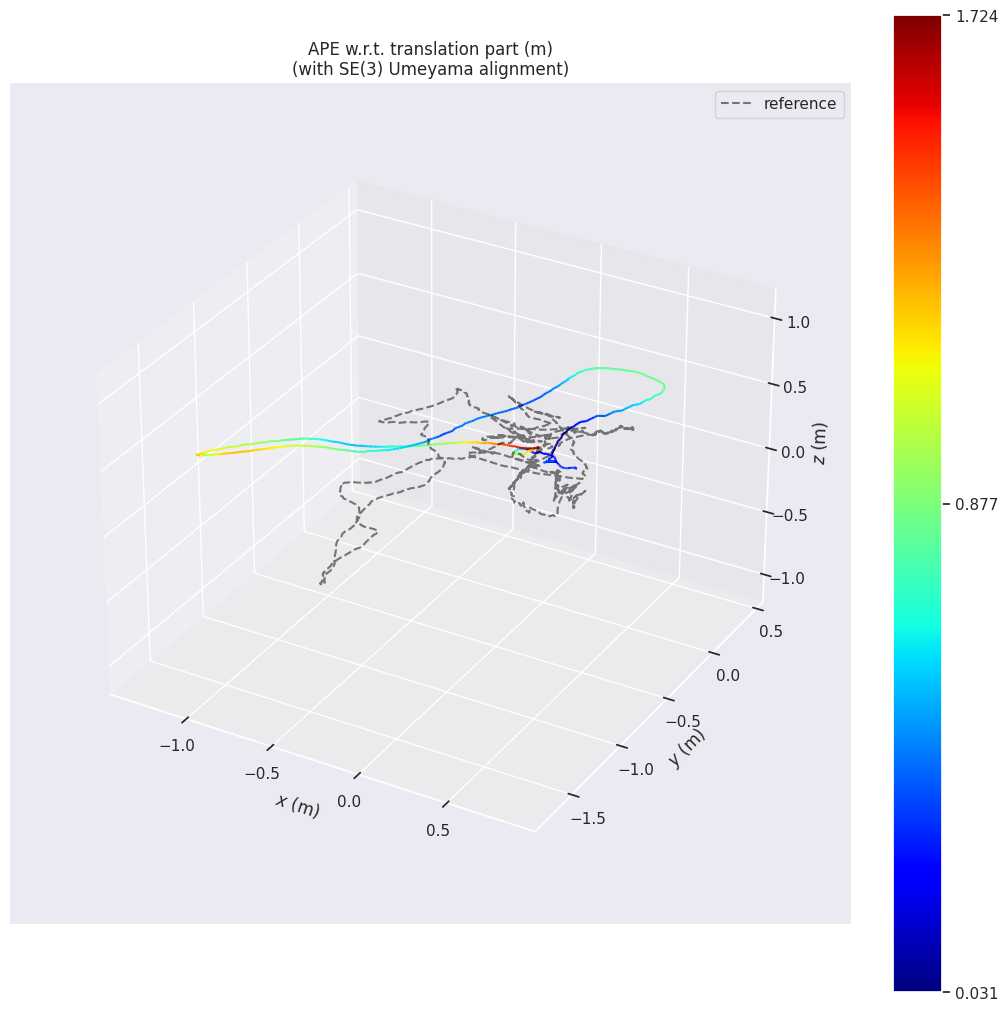 APE w.r.t. translation part (m)
(with SE(3) Umeyama alignment)
reference
1.724
0.877
0.031
1.0
0.5
0.0
−0.5
−1.0
z (m)
0.5
0.0
−0.5
−1.0
−1.5
y (m)
−1.0
−0.5
0.0
0.5
x (m)